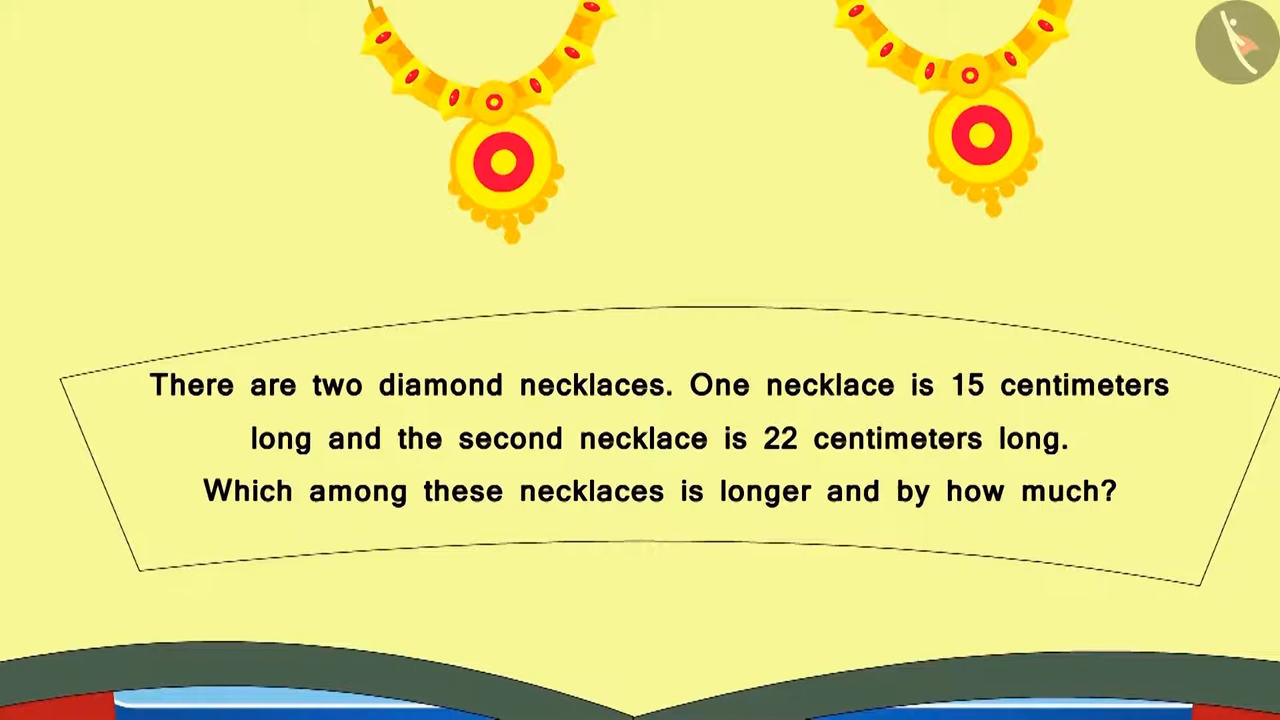 There are two diamond necklaces. One necklace is 15 centimeters
long and the second necklace is 22 centimeters long.
Which among these necklaces is longer and by how much?